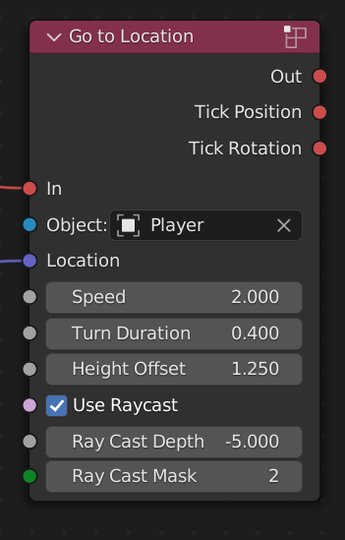 Go to Location
Out
Tick Position
Tick Rotation
In
Object: Player
Location
Speed 2.000
Turn Duration 0.400
Height Offset 1.250
Use Raycast
Ray Cast Depth -5.000
Ray Cast Mask 2